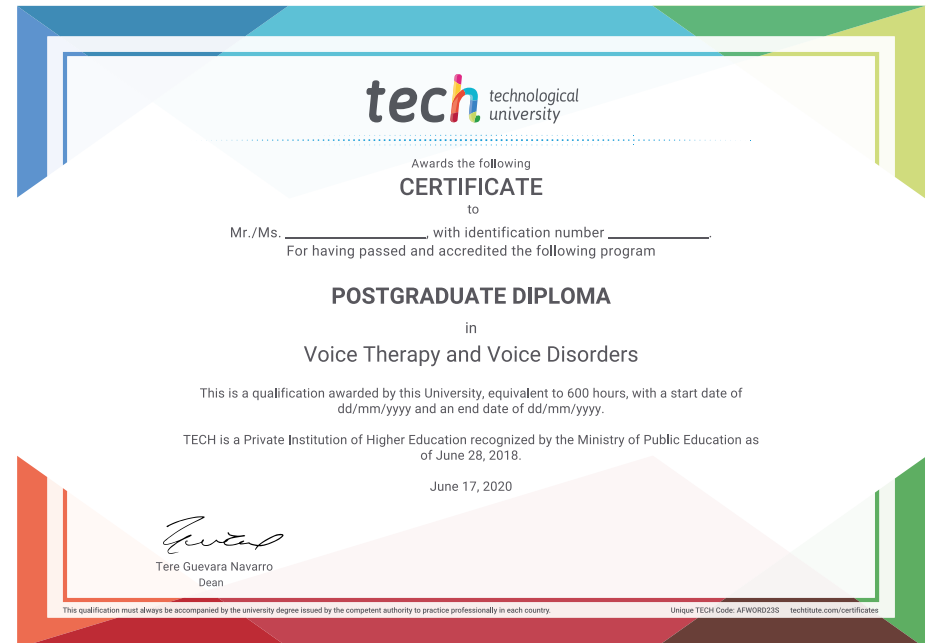 tech technological
university
Awards the following
CERTIFICATE
to
Mr./Ms. ____________________, with identification number ______________.
For having passed and accredited the following program
POSTGRADUATE DIPLOMA
in
Voice Therapy and Voice Disorders
This is a qualification awarded by this University, equivalent to 600 hours, with a start date of
dd/mm/yyyy and an end date of dd/mm/yyyy.
TECH is a Private Institution of Higher Education recognized by the Ministry of Public Education as
of June 28, 2018.
June 17, 2020
Tere Guevara Navarro
Dean
This qualification must always be accompanied by the university degree issued by the competent authority to practice professionally in each country. Unique TECH Code: AFWORD23S techtitute.com/certificates